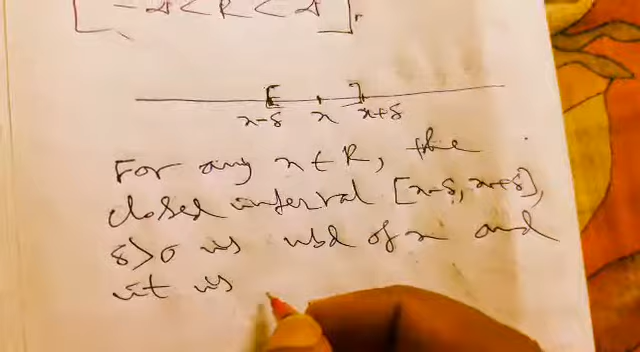 -∞ < R < ∞
[ ]
x-δ x x+δ
For any x ∈ R, the
closed interval [x-δ, x+δ],
δ>0 is nbd of x and
it is